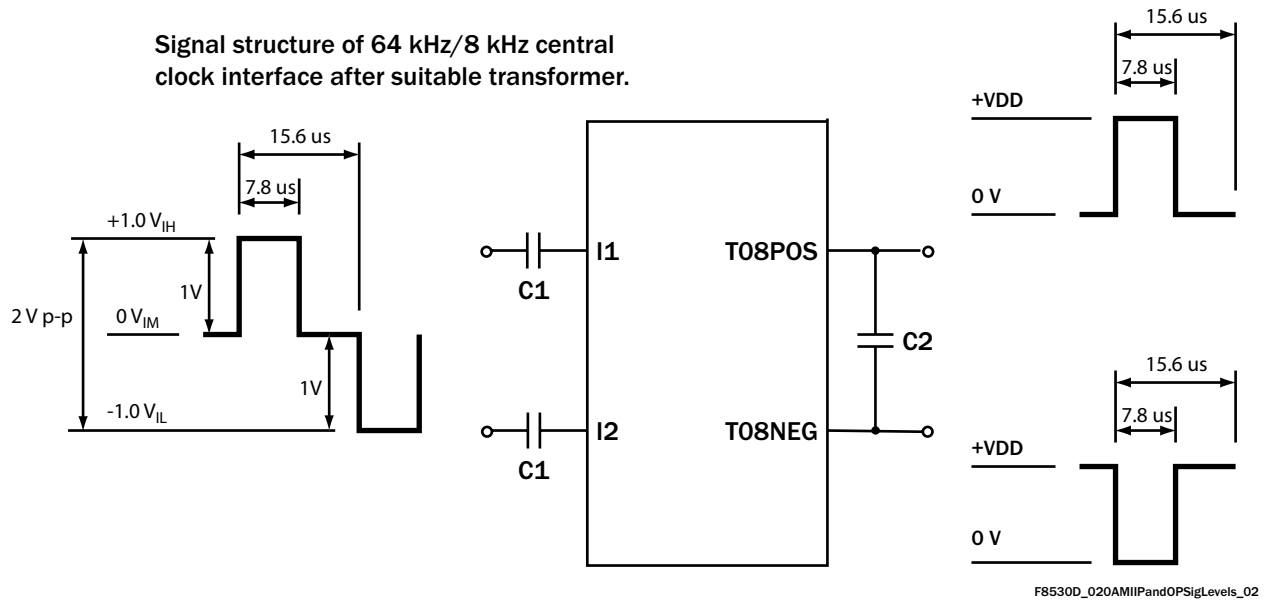 Signal structure of 64 kHz/8 kHz central
clock interface after suitable transformer.
15.6 us
7.8 us
+1.0 VIH
1V
2 V p-p
0 VIM
1V
-1.0 VIL
C1
I1
C1
I2
T08POS
T08NEG
C2
15.6 us
7.8 us
+VDD
0 V
15.6 us
7.8 us
+VDD
0 V
F8530D_020AMIIPandOPSigLevels_02